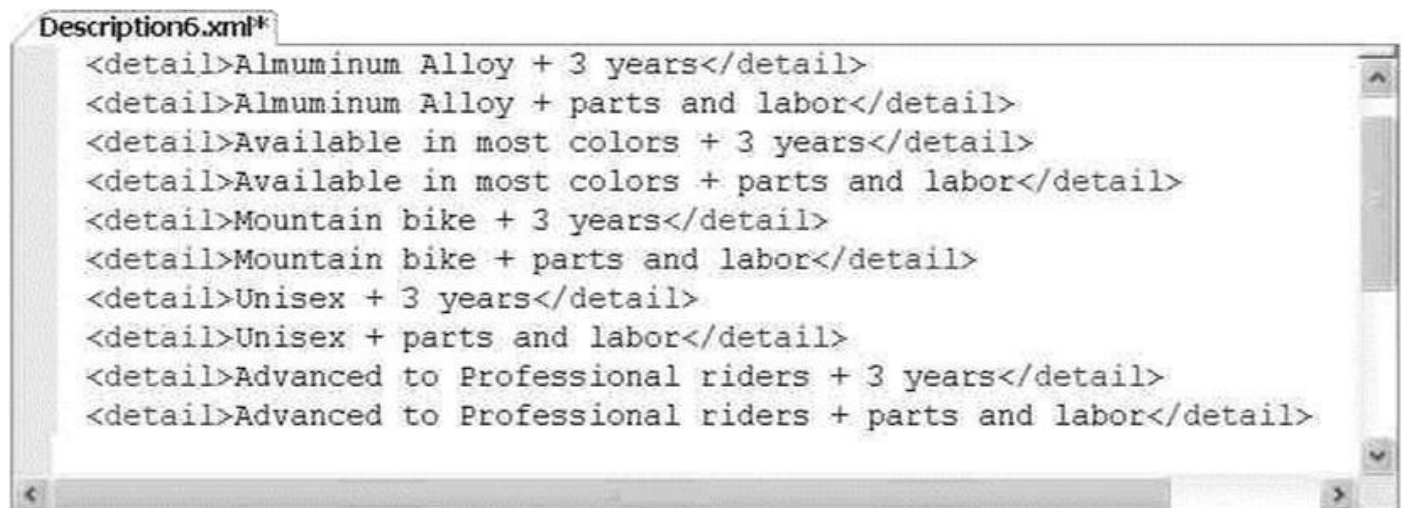 Description6.xml*
<detail>Almuminum Alloy + 3 years</detail>
<detail>Almuminum Alloy + parts and labor</detail>
<detail>Available in most colors + 3 years</detail>
<detail>Available in most colors + parts and labor</detail>
<detail>Mountain bike + 3 years</detail>
<detail>Mountain bike + parts and labor</detail>
<detail>Unisex + 3 years</detail>
<detail>Unisex + parts and labor</detail>
<detail>Advanced to Professional riders + 3 years</detail>
<detail>Advanced to Professional riders + parts and labor</detail>